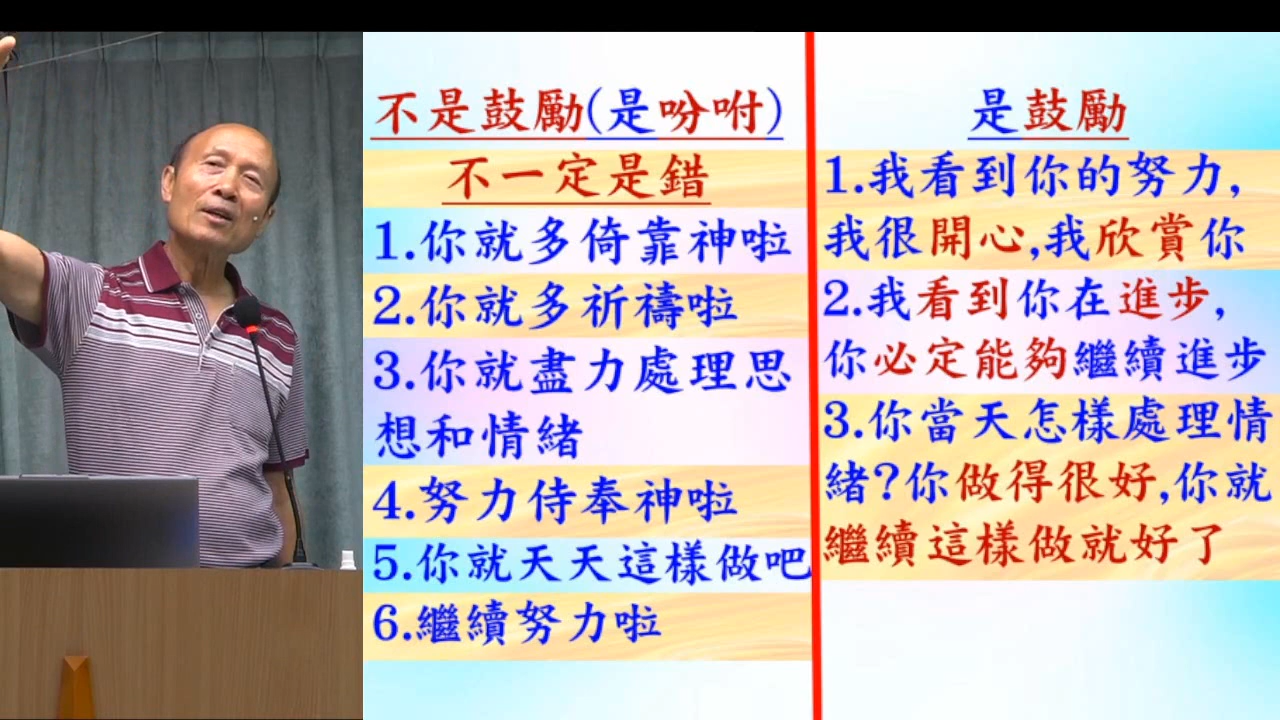 不是鼓勵(是吩咐)
不一定是錯
1.你就多倚靠神啦
2.你就多祈禱啦
3.你就盡力處理思
想和情緒
4.努力侍奉神啦
5.你就天天這樣做吧
6.繼續努力啦
是鼓勵
1.我看到你的努力,
我很開心,我欣賞你
2.我看到你在進步,
你必定能夠繼續進步
3.你當天怎樣處理情
緒?你做得很好,你就
繼續這樣做就好了